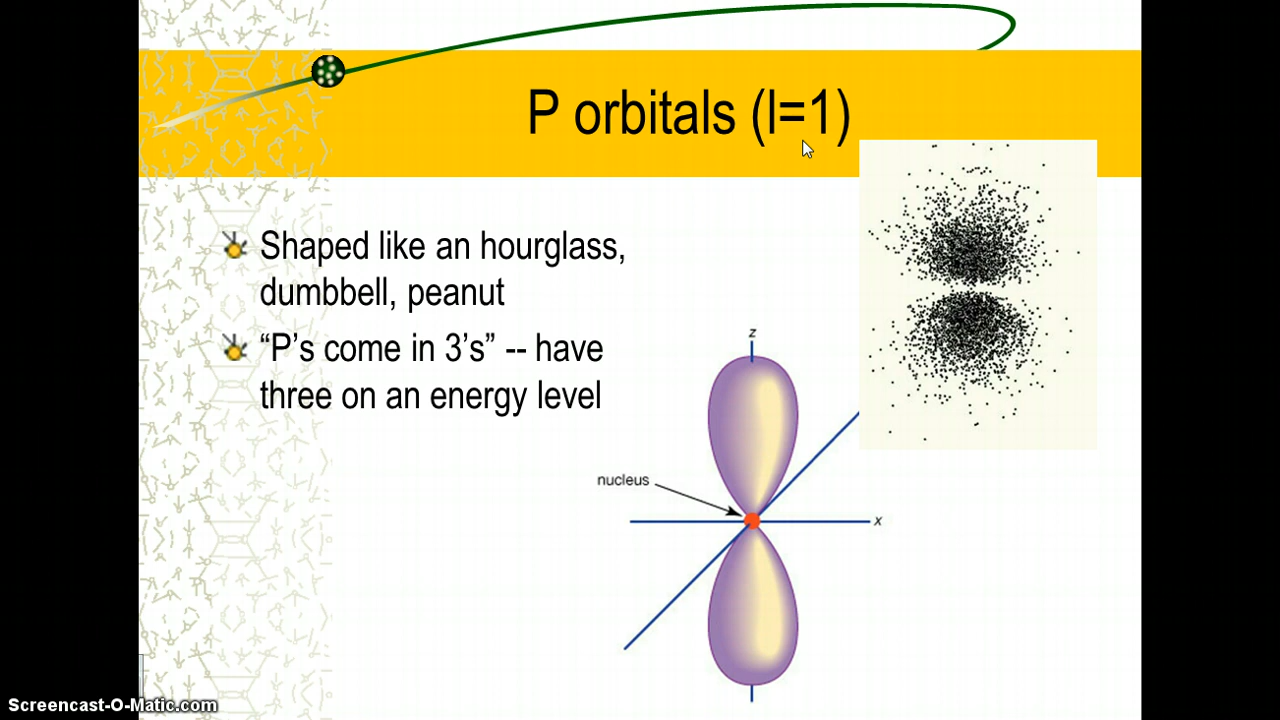 P orbitals (l=1)
Shaped like an hourglass,
dumbbell, peanut
“P’s come in 3’s” -- have
three on an energy level
z
nucleus
x
Screencast-O-Matic.com